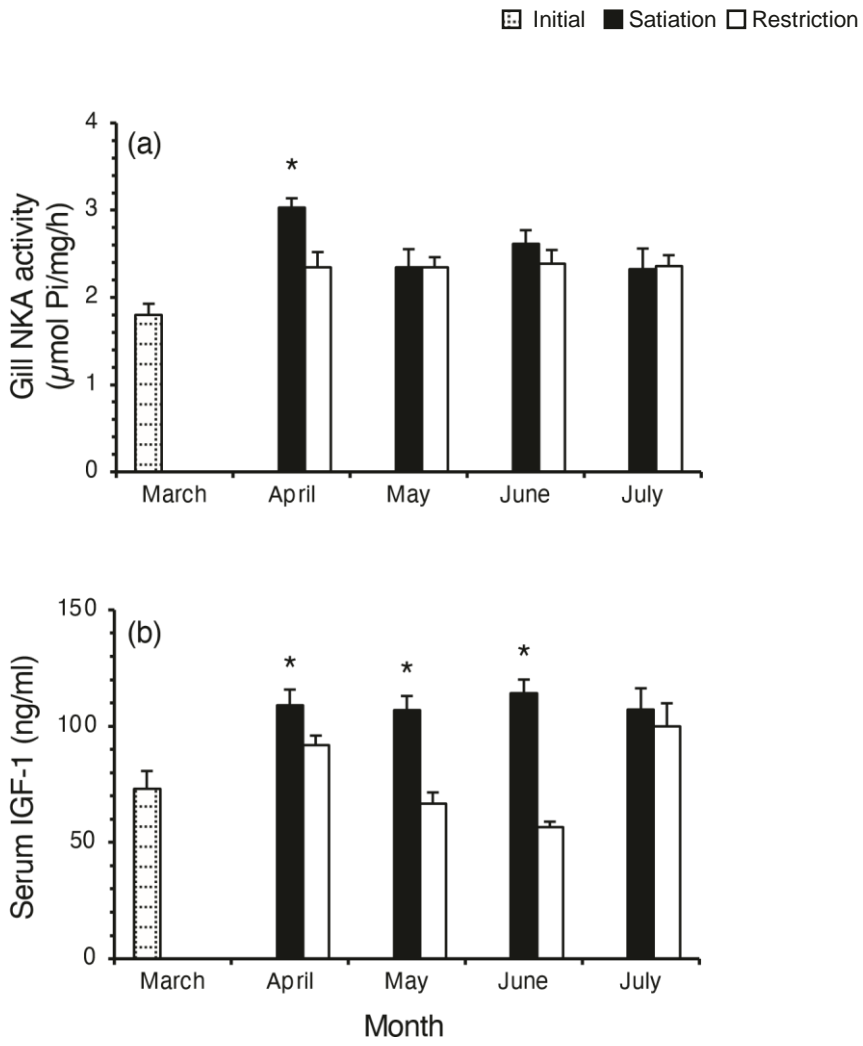 Initial Satiation Restriction
(a)
4
3
2
1
0
*
Gill NKA activity
(µmol Pi/mg/h)
March April May June July
(b)
150
100
50
0
* * *
Serum IGF-1 (ng/ml)
March April May June July
Month